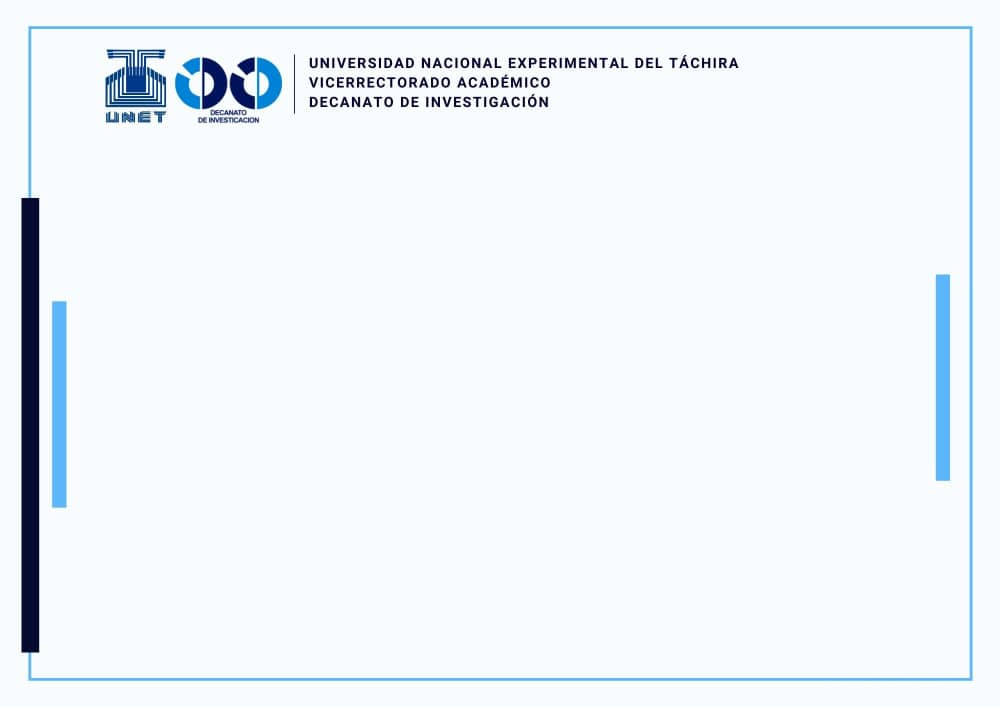 UNET
DECANATO
DE INVESTIGACION
UNIVERSIDAD NACIONAL EXPERIMENTAL DEL TÁCHIRA
VICERRECTORADO ACADÉMICO
DECANATO DE INVESTIGACIÓN